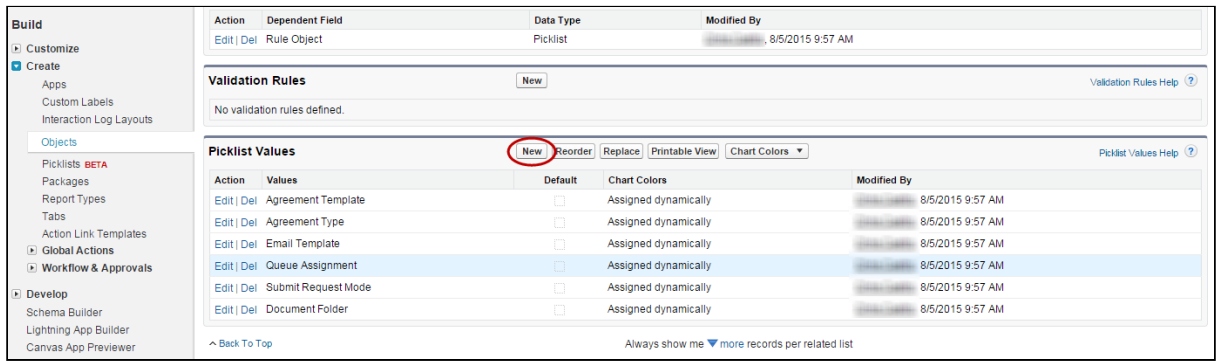 Build
Customize
Create
Apps
Custom Labels
Interaction Log Layouts
Objects
Picklists BETA
Packages
Report Types
Tabs
Action Link Templates
Global Actions
Workflow & Approvals
Develop
Schema Builder
Lightning App Builder
Canvas App Previewer
Action Dependent Field Data Type Modified By
Edit | Del Rule Object Picklist , 8/5/2015 9:57 AM
Validation Rules New Validation Rules Help ?
No validation rules defined.
Picklist Values New Reorder Replace Printable View Chart Colors ▼ Picklist Values Help ?
Action Values Default Chart Colors Modified By
Edit | Del Agreement Template Assigned dynamically 8/5/2015 9:57 AM
Edit | Del Agreement Type Assigned dynamically 8/5/2015 9:57 AM
Edit | Del Email Template Assigned dynamically 8/5/2015 9:57 AM
Edit | Del Queue Assignment Assigned dynamically 8/5/2015 9:57 AM
Edit | Del Submit Request Mode Assigned dynamically 8/5/2015 9:57 AM
Edit | Del Document Folder Assigned dynamically 8/5/2015 9:57 AM
^ Back To Top Always show me ▼ more records per related list